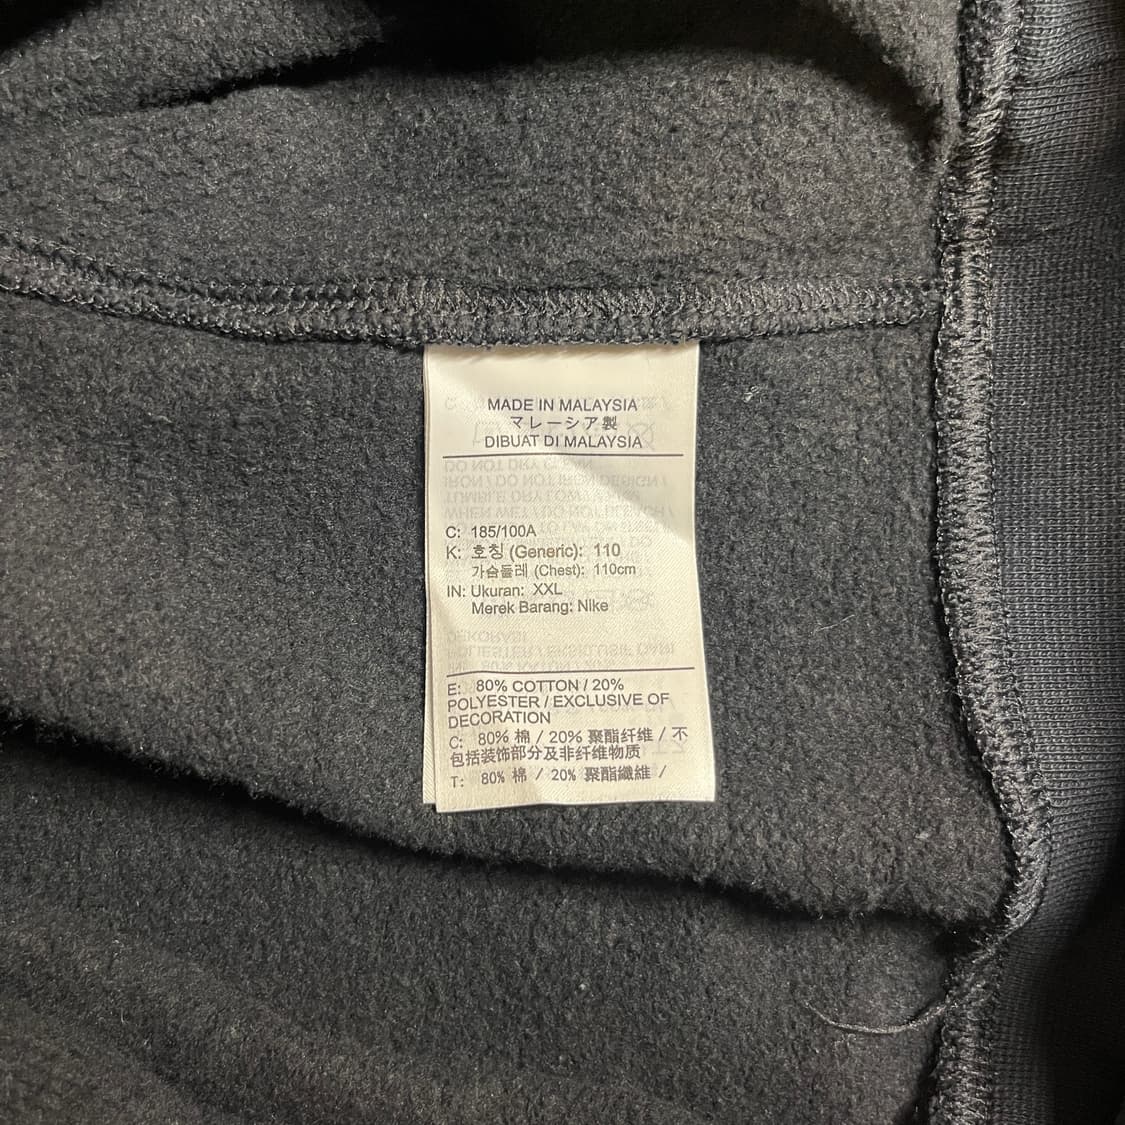 MADE IN MALAYSIA
マレーシア製
DIBUAT DI MALAYSIA
C: 185/100A
K: 호칭 (Generic): 110
가슴둘레 (Chest): 110cm
IN: Ukuran: XXL
Merek Barang: Nike
E: 80% COTTON / 20%
POLYESTER / EXCLUSIVE OF
DECORATION
C: 80% 棉 / 20% 聚酯纤维 / 不
包括装饰部分及非纤维物质
T: 80% 棉 / 20% 聚酯纖維 /